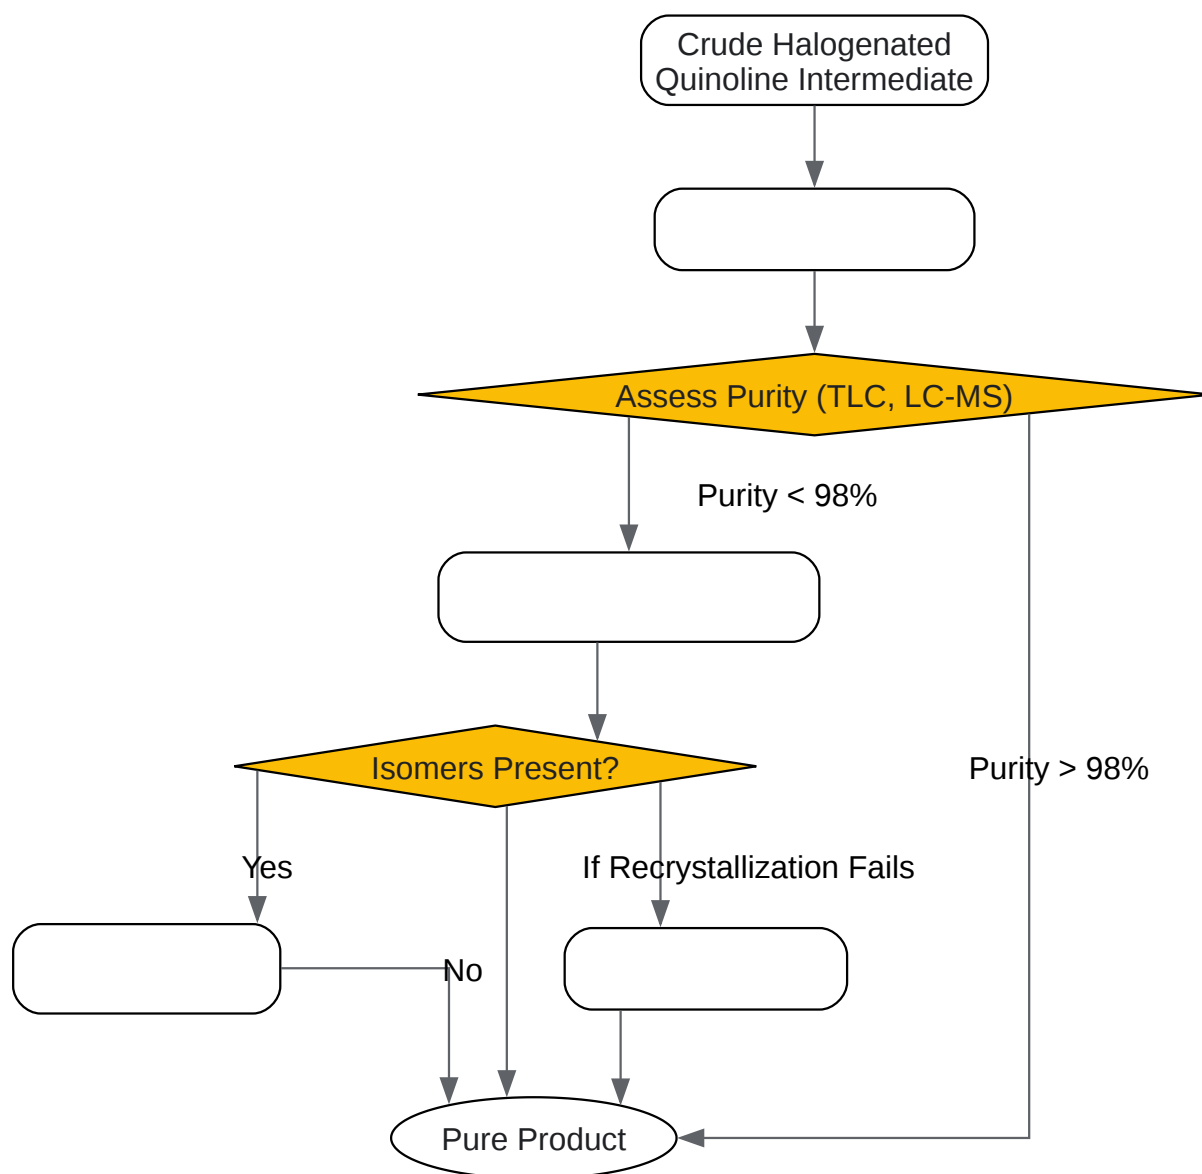 Crude Halogenated
Quinoline Intermediate
Assess Purity (TLC, LC-MS)
Purity < 98%
Isomers Present?
Purity > 98%
Yes
If Recrystallization Fails
No
Pure Product